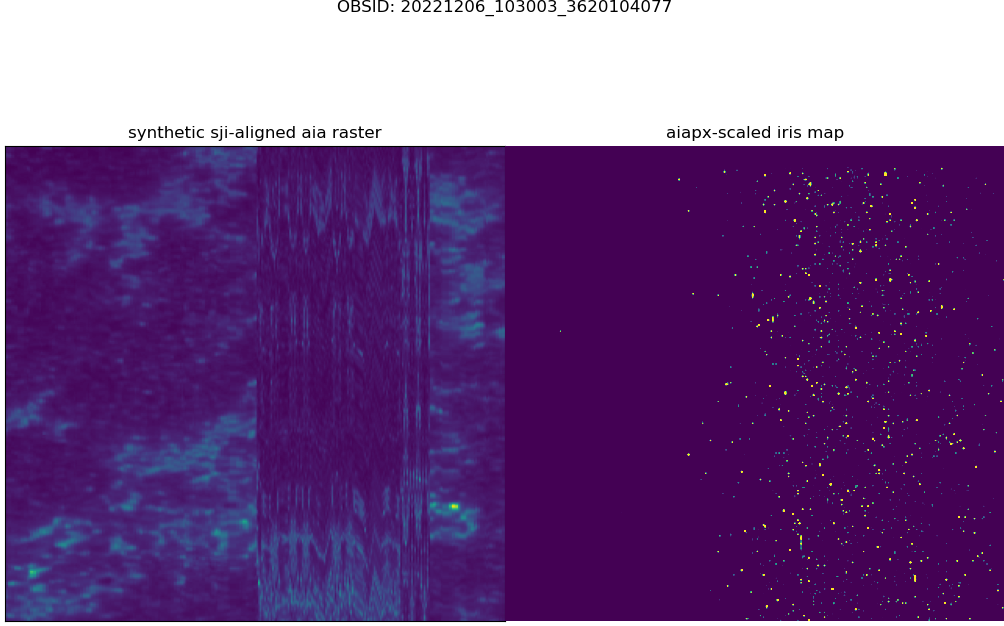 OBSID: 20221206_103003_3620104077
synthetic sji-aligned aia raster
aiapx-scaled iris map